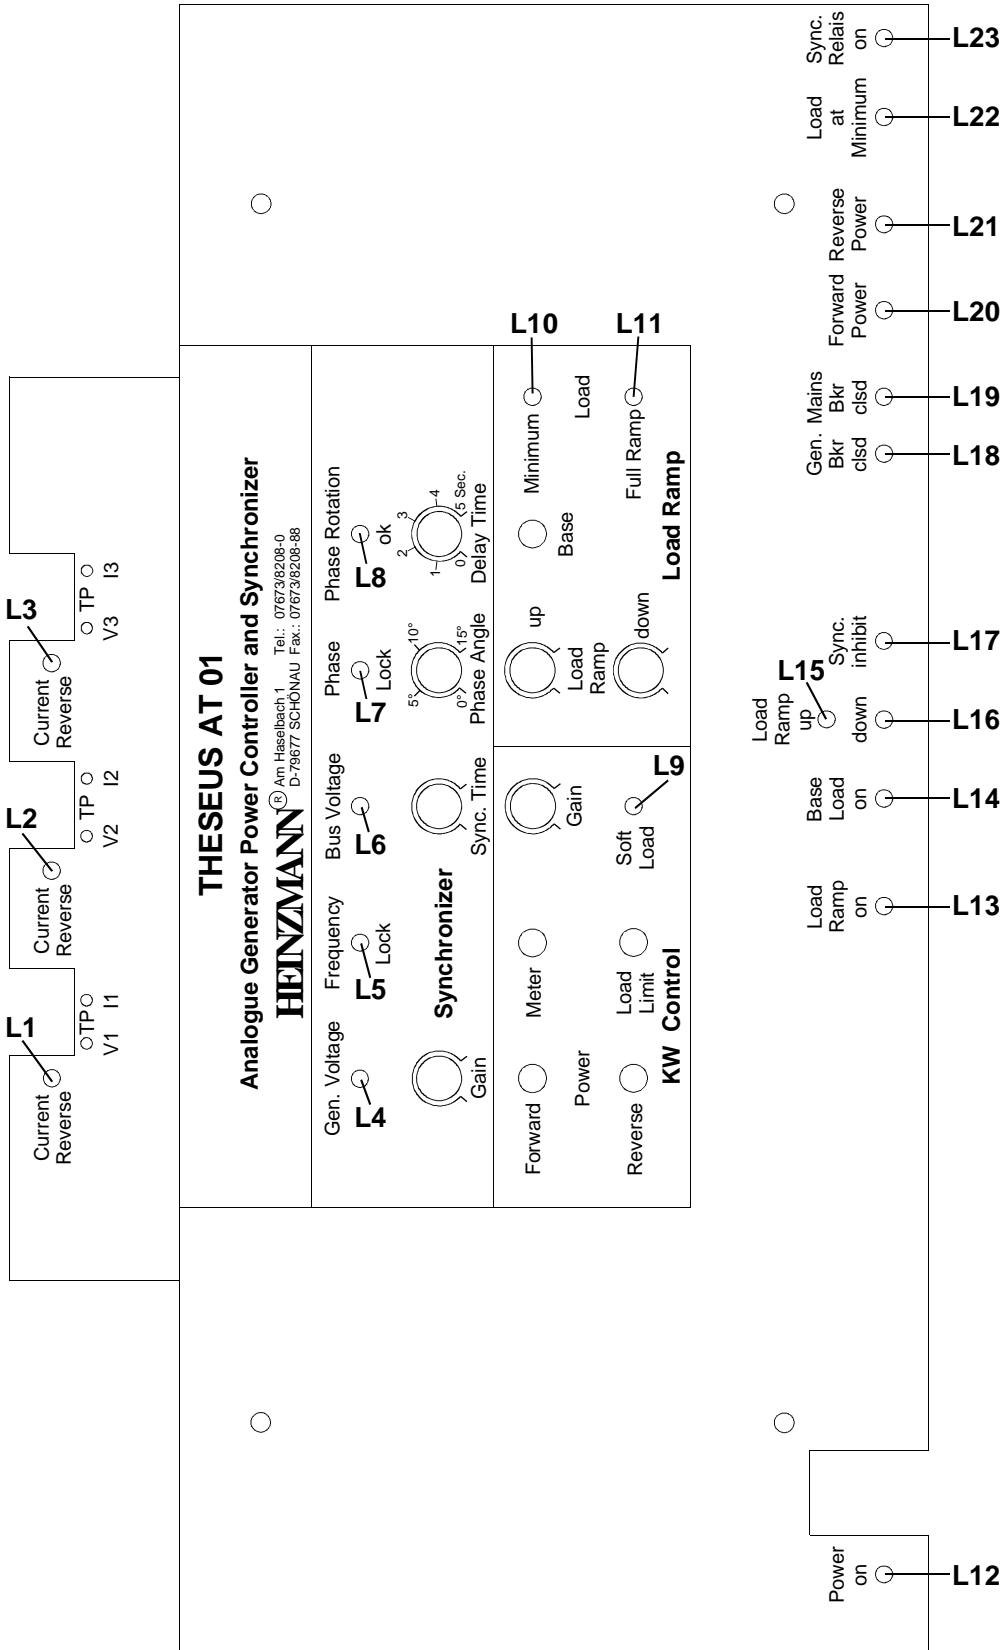 L1
L2
L3
Current
Reverse
V1
TP
I1
Current
Reverse
V2
TP
I2
Current
Reverse
V3
TP
I3
THESEUS AT 01
Analogue Generator Power Controller and Synchronizer
HEINZMANN ®
Am Haselbach 1 Tel.: 07673/8208-0
D-79677 SCHÖNAU Fax.: 07673/8208-88
Gen. Voltage
L4
Frequency
Lock
L5
Bus Voltage
L6
Phase
Lock
L7
Phase Rotation
ok
L8
Gain
Synchronizer
Sync. Time
0° 5° 10° 15°
Phase Angle
0 1 2 3 4 5 Sec.
Delay Time
Forward
Power
Reverse
Meter
Load
Limit
Gain
Soft
Load
L9
KW Control
up
Load
Ramp
down
Base
Minimum
Load
Full Ramp
L10
L11
Load Ramp
Power
on
L12
Load
Ramp
on
L13
Base
Load
on
L14
Load
Ramp
up
L15
down
L16
Sync.
inhibit
L17
Gen.
Bkr
clsd
L18
Mains
Bkr
clsd
L19
Forward
Power
L20
Reverse
Power
L21
Load
at
Minimum
L22
Sync.
Relais
on
L23